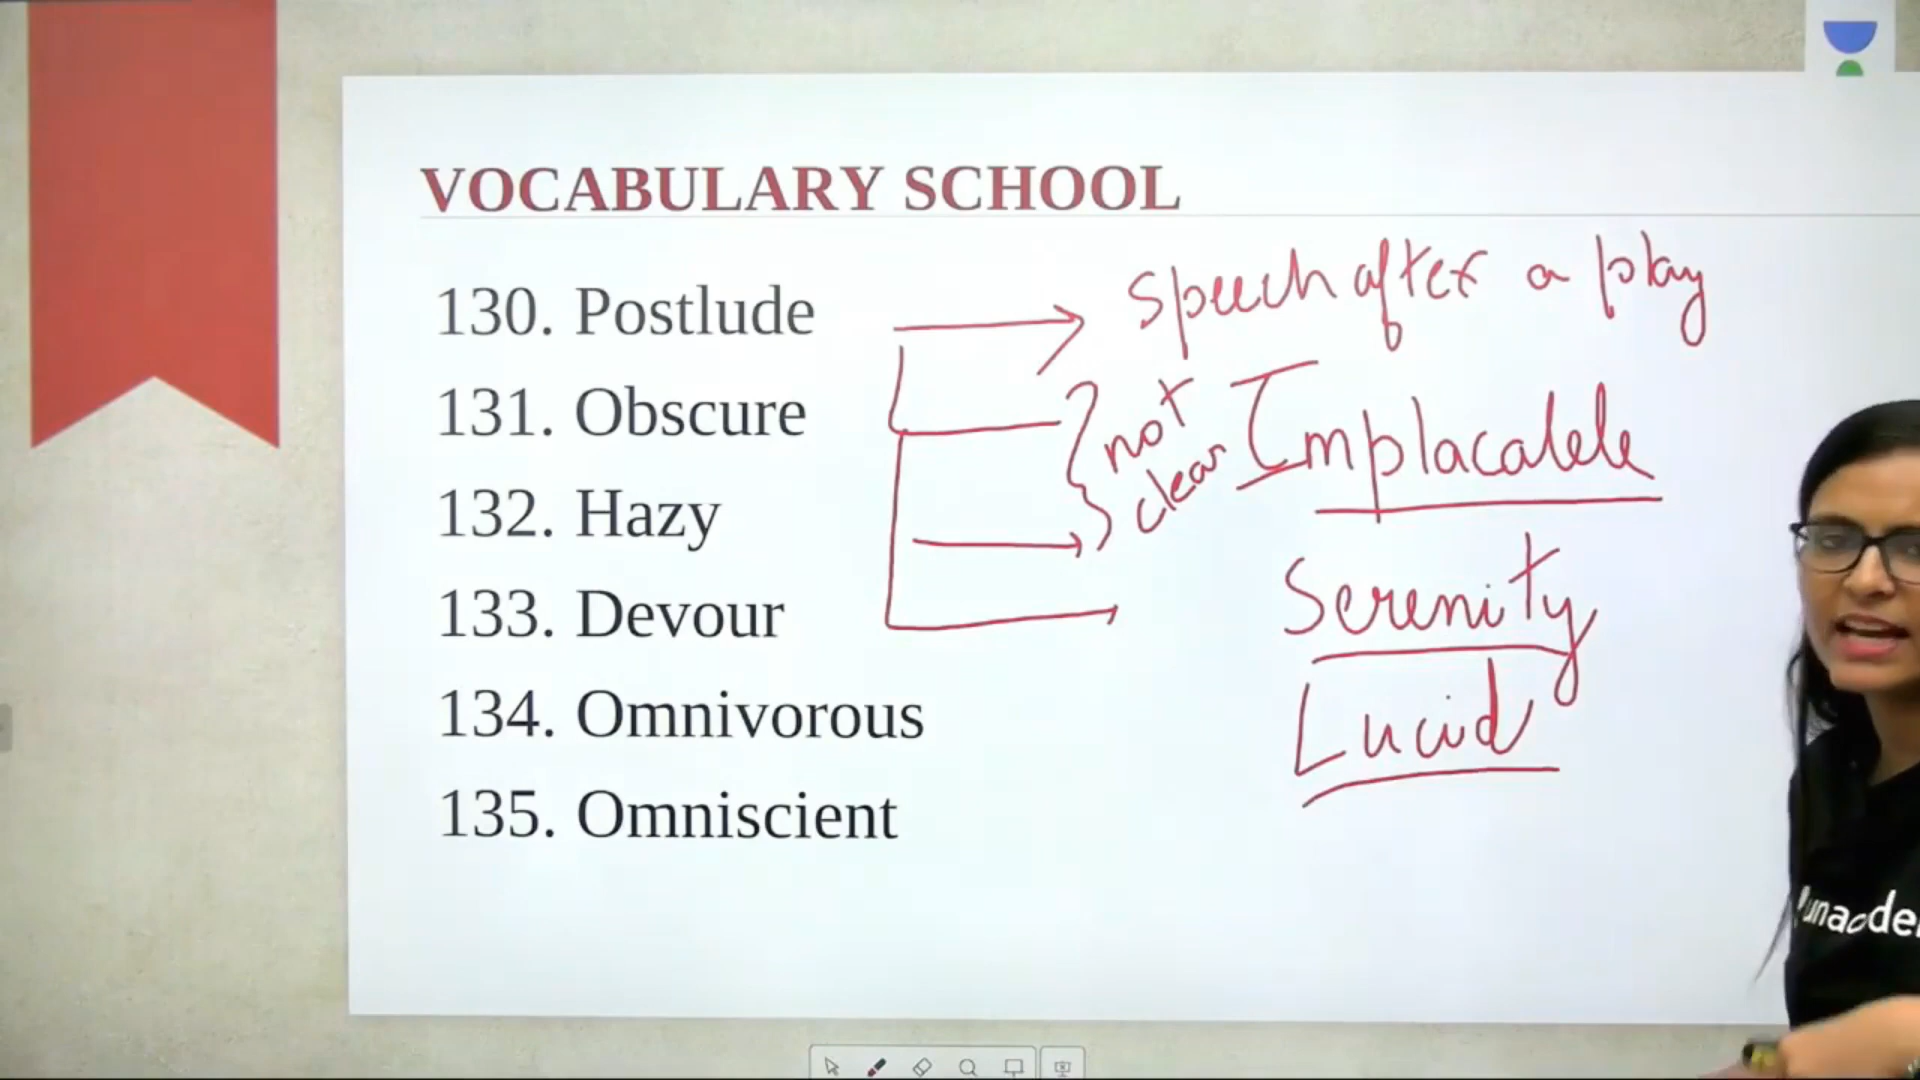 VOCABULARY SCHOOL
130. Postlude
speech after a play
131. Obscure
not
clear
Implacable
132. Hazy
133. Devour
Serenity
134. Omnivorous
Lucid
135. Omniscient
unacade